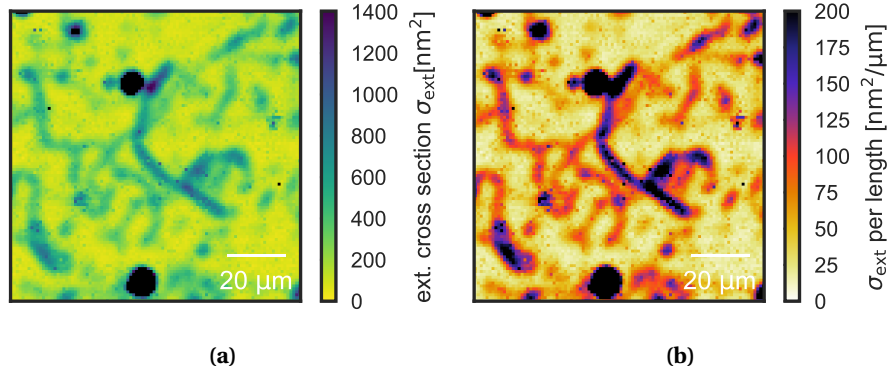 1400
1200
1000
800
600
400
200
0
ext. cross section σext[nm²]
20 µm
(a)
200
175
150
125
100
75
50
25
0
σext per length [nm²/µm]
20 µm
(b)